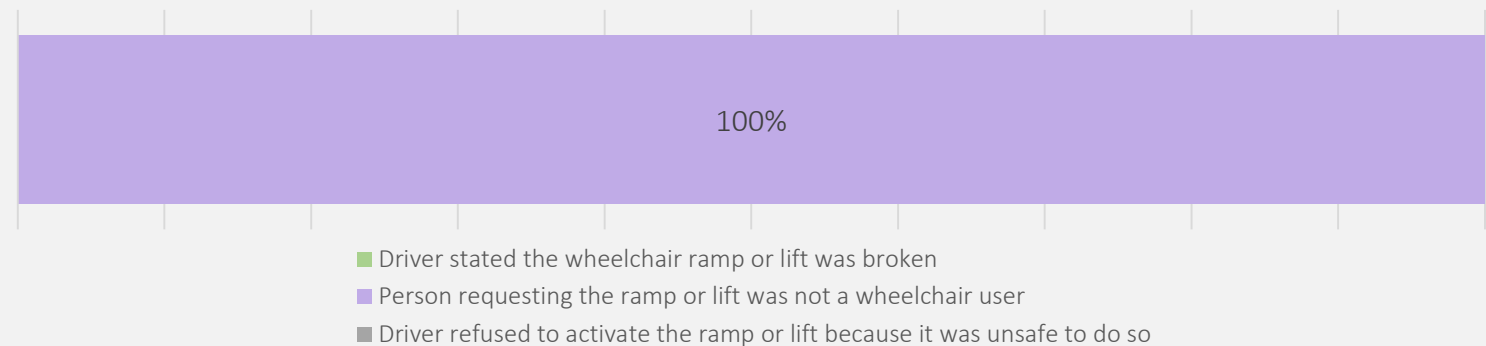 100%
Driver stated the wheelchair ramp or lift was broken
Person requesting the ramp or lift was not a wheelchair user
Driver refused to activate the ramp or lift because it was unsafe to do so